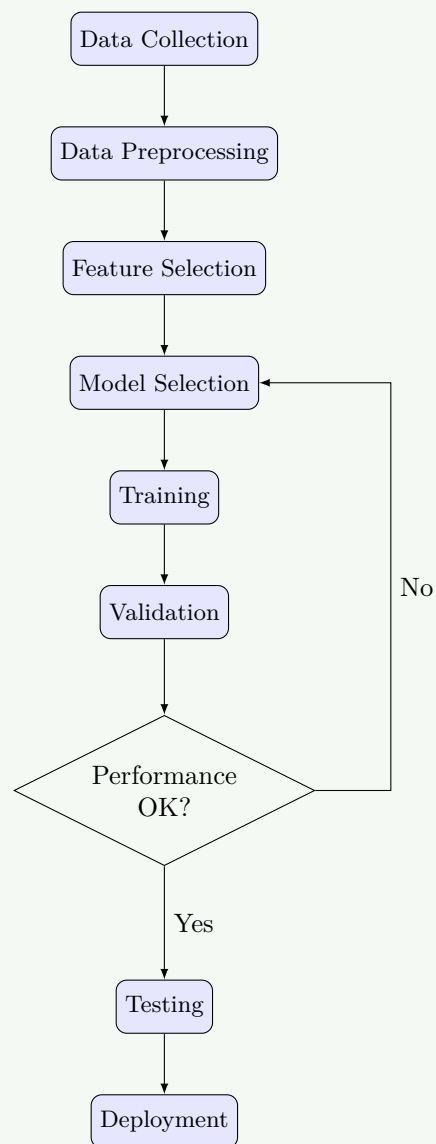 Data Collection
Data Preprocessing
Feature Selection
Model Selection
Training
Validation
No
Performance
OK?
Yes
Testing
Deployment